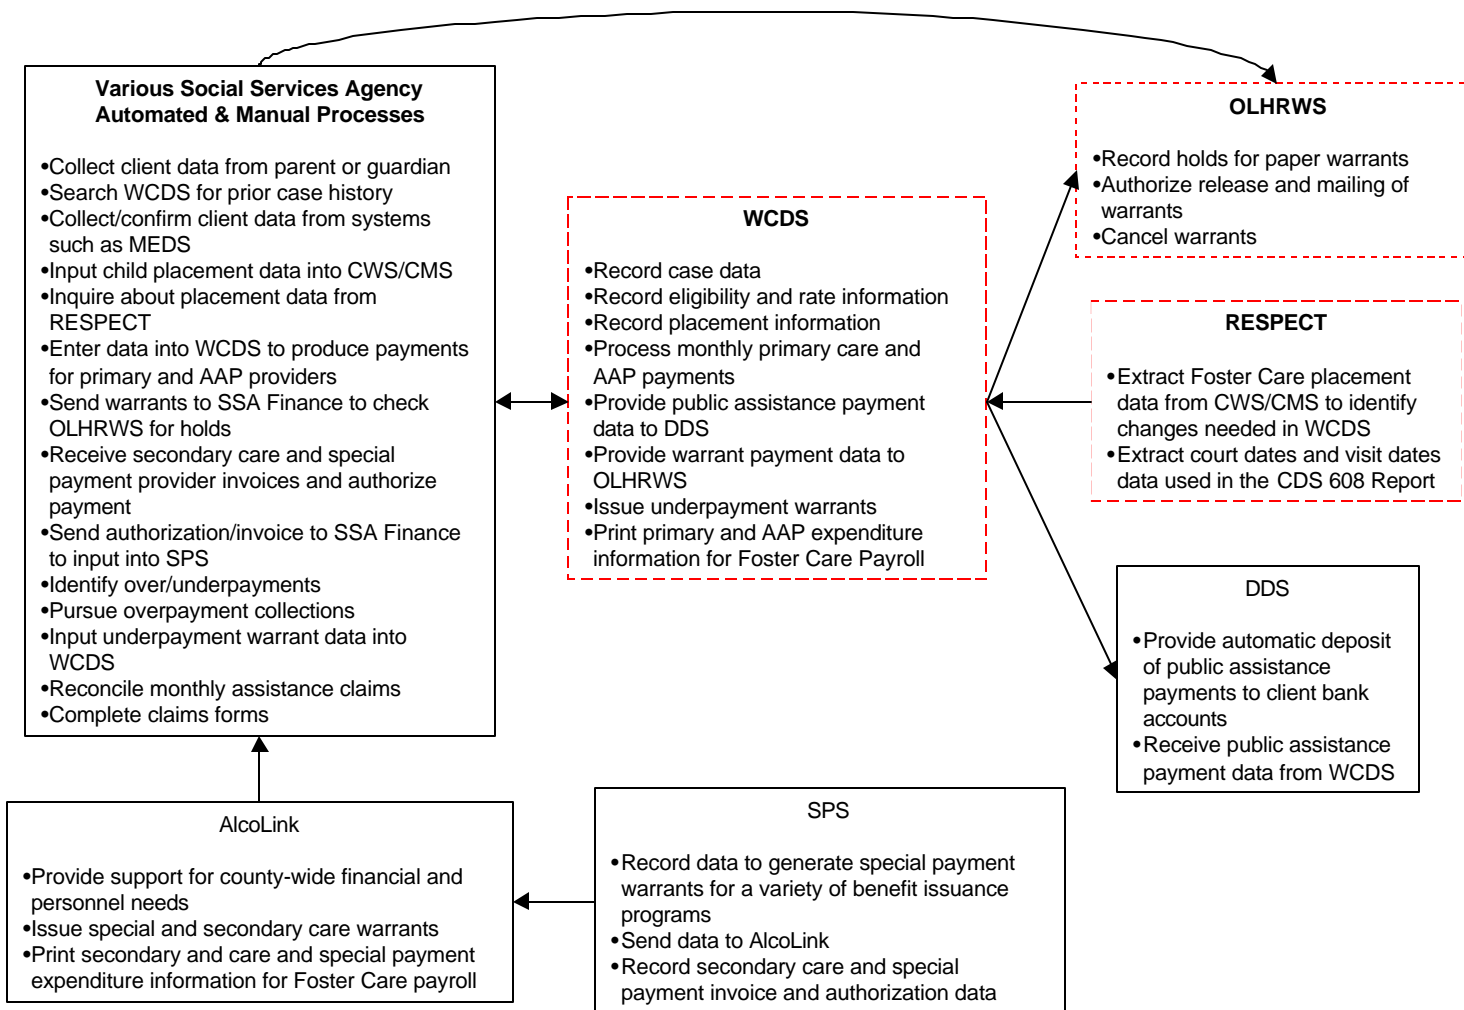 Various Social Services Agency
Automated & Manual Processes
•Collect client data from parent or guardian
•Search WCDS for prior case history
•Collect/confirm client data from systems
such as MEDS
•Input child placement data into CWS/CMS
•Inquire about placement data from
RESPECT
•Enter data into WCDS to produce payments
for primary and AAP providers
•Send warrants to SSA Finance to check
OLHRWS for holds
•Receive secondary care and special
payment provider invoices and authorize
payment
•Send authorization/invoice to SSA Finance
to input into SPS
•Identify over/underpayments
•Pursue overpayment collections
•Input underpayment warrant data into
WCDS
•Reconcile monthly assistance claims
•Complete claims forms
WCDS
•Record case data
•Record eligibility and rate information
•Record placement information
•Process monthly primary care and
AAP payments
•Provide public assistance payment
data to DDS
•Provide warrant payment data to
OLHRWS
•Issue underpayment warrants
•Print primary and AAP expenditure
information for Foster Care Payroll
OLHRWS
•Record holds for paper warrants
•Authorize release and mailing of
warrants
•Cancel warrants
RESPECT
•Extract Foster Care placement
data from CWS/CMS to identify
changes needed in WCDS
•Extract court dates and visit dates
data used in the CDS 608 Report
DDS
•Provide automatic deposit
of public assistance
payments to client bank
accounts
•Receive public assistance
payment data from WCDS
AlcoLink
•Provide support for county-wide financial and
personnel needs
•Issue special and secondary care warrants
•Print secondary and care and special payment
expenditure information for Foster Care payroll
SPS
•Record data to generate special payment
warrants for a variety of benefit issuance
programs
•Send data to AlcoLink
•Record secondary care and special
payment invoice and authorization data